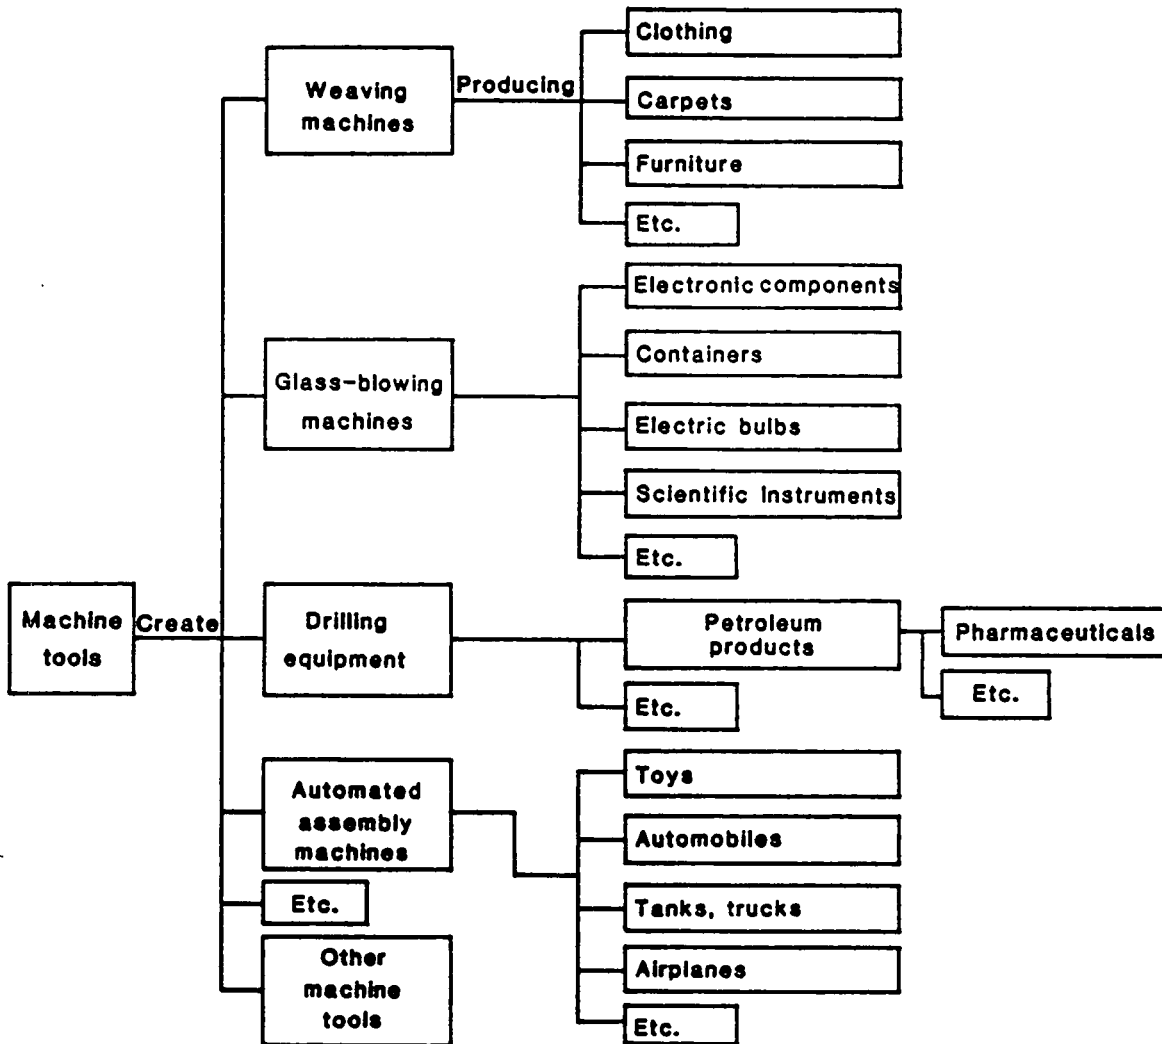 Machine
tools
Create
Weaving
machines
Producing
Clothing
Carpets
Furniture
Etc.
Glass-blowing
machines
Electronic components
Containers
Electric bulbs
Scientific Instruments
Etc.
Drilling
equipment
Petroleum
products
Pharmaceuticals
Etc.
Etc.
Automated
assembly
machines
Toys
Automobiles
Tanks, trucks
Airplanes
Etc.
Etc.
Other
machine
tools